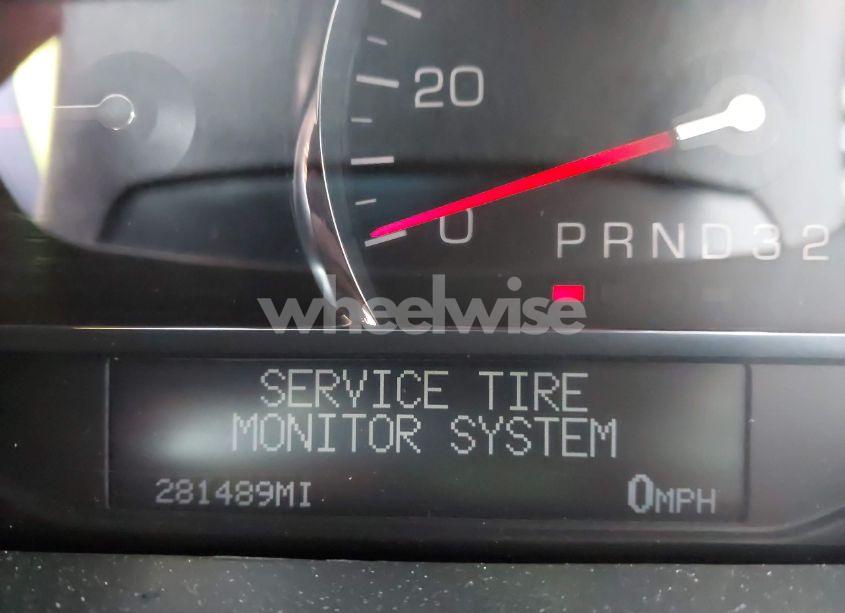 20
0
PRND32
wheelwise
SERVICE TIRE
MONITOR SYSTEM
281489MI 0MPH